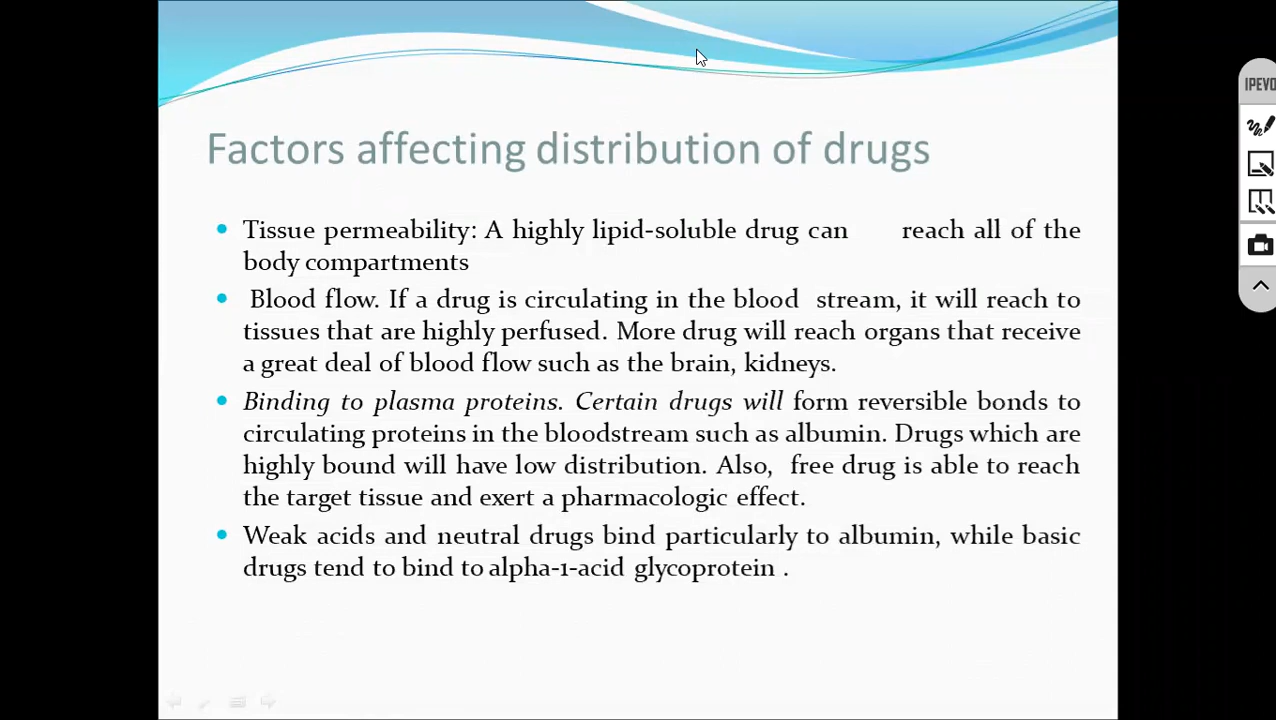 IPEVO
Factors affecting distribution of drugs
• Tissue permeability: A highly lipid-soluble drug can reach all of the
body compartments
• Blood flow. If a drug is circulating in the blood stream, it will reach to
tissues that are highly perfused. More drug will reach organs that receive
a great deal of blood flow such as the brain, kidneys.
• Binding to plasma proteins. Certain drugs will form reversible bonds to
circulating proteins in the bloodstream such as albumin. Drugs which are
highly bound will have low distribution. Also, free drug is able to reach
the target tissue and exert a pharmacologic effect.
• Weak acids and neutral drugs bind particularly to albumin, while basic
drugs tend to bind to alpha-1-acid glycoprotein .